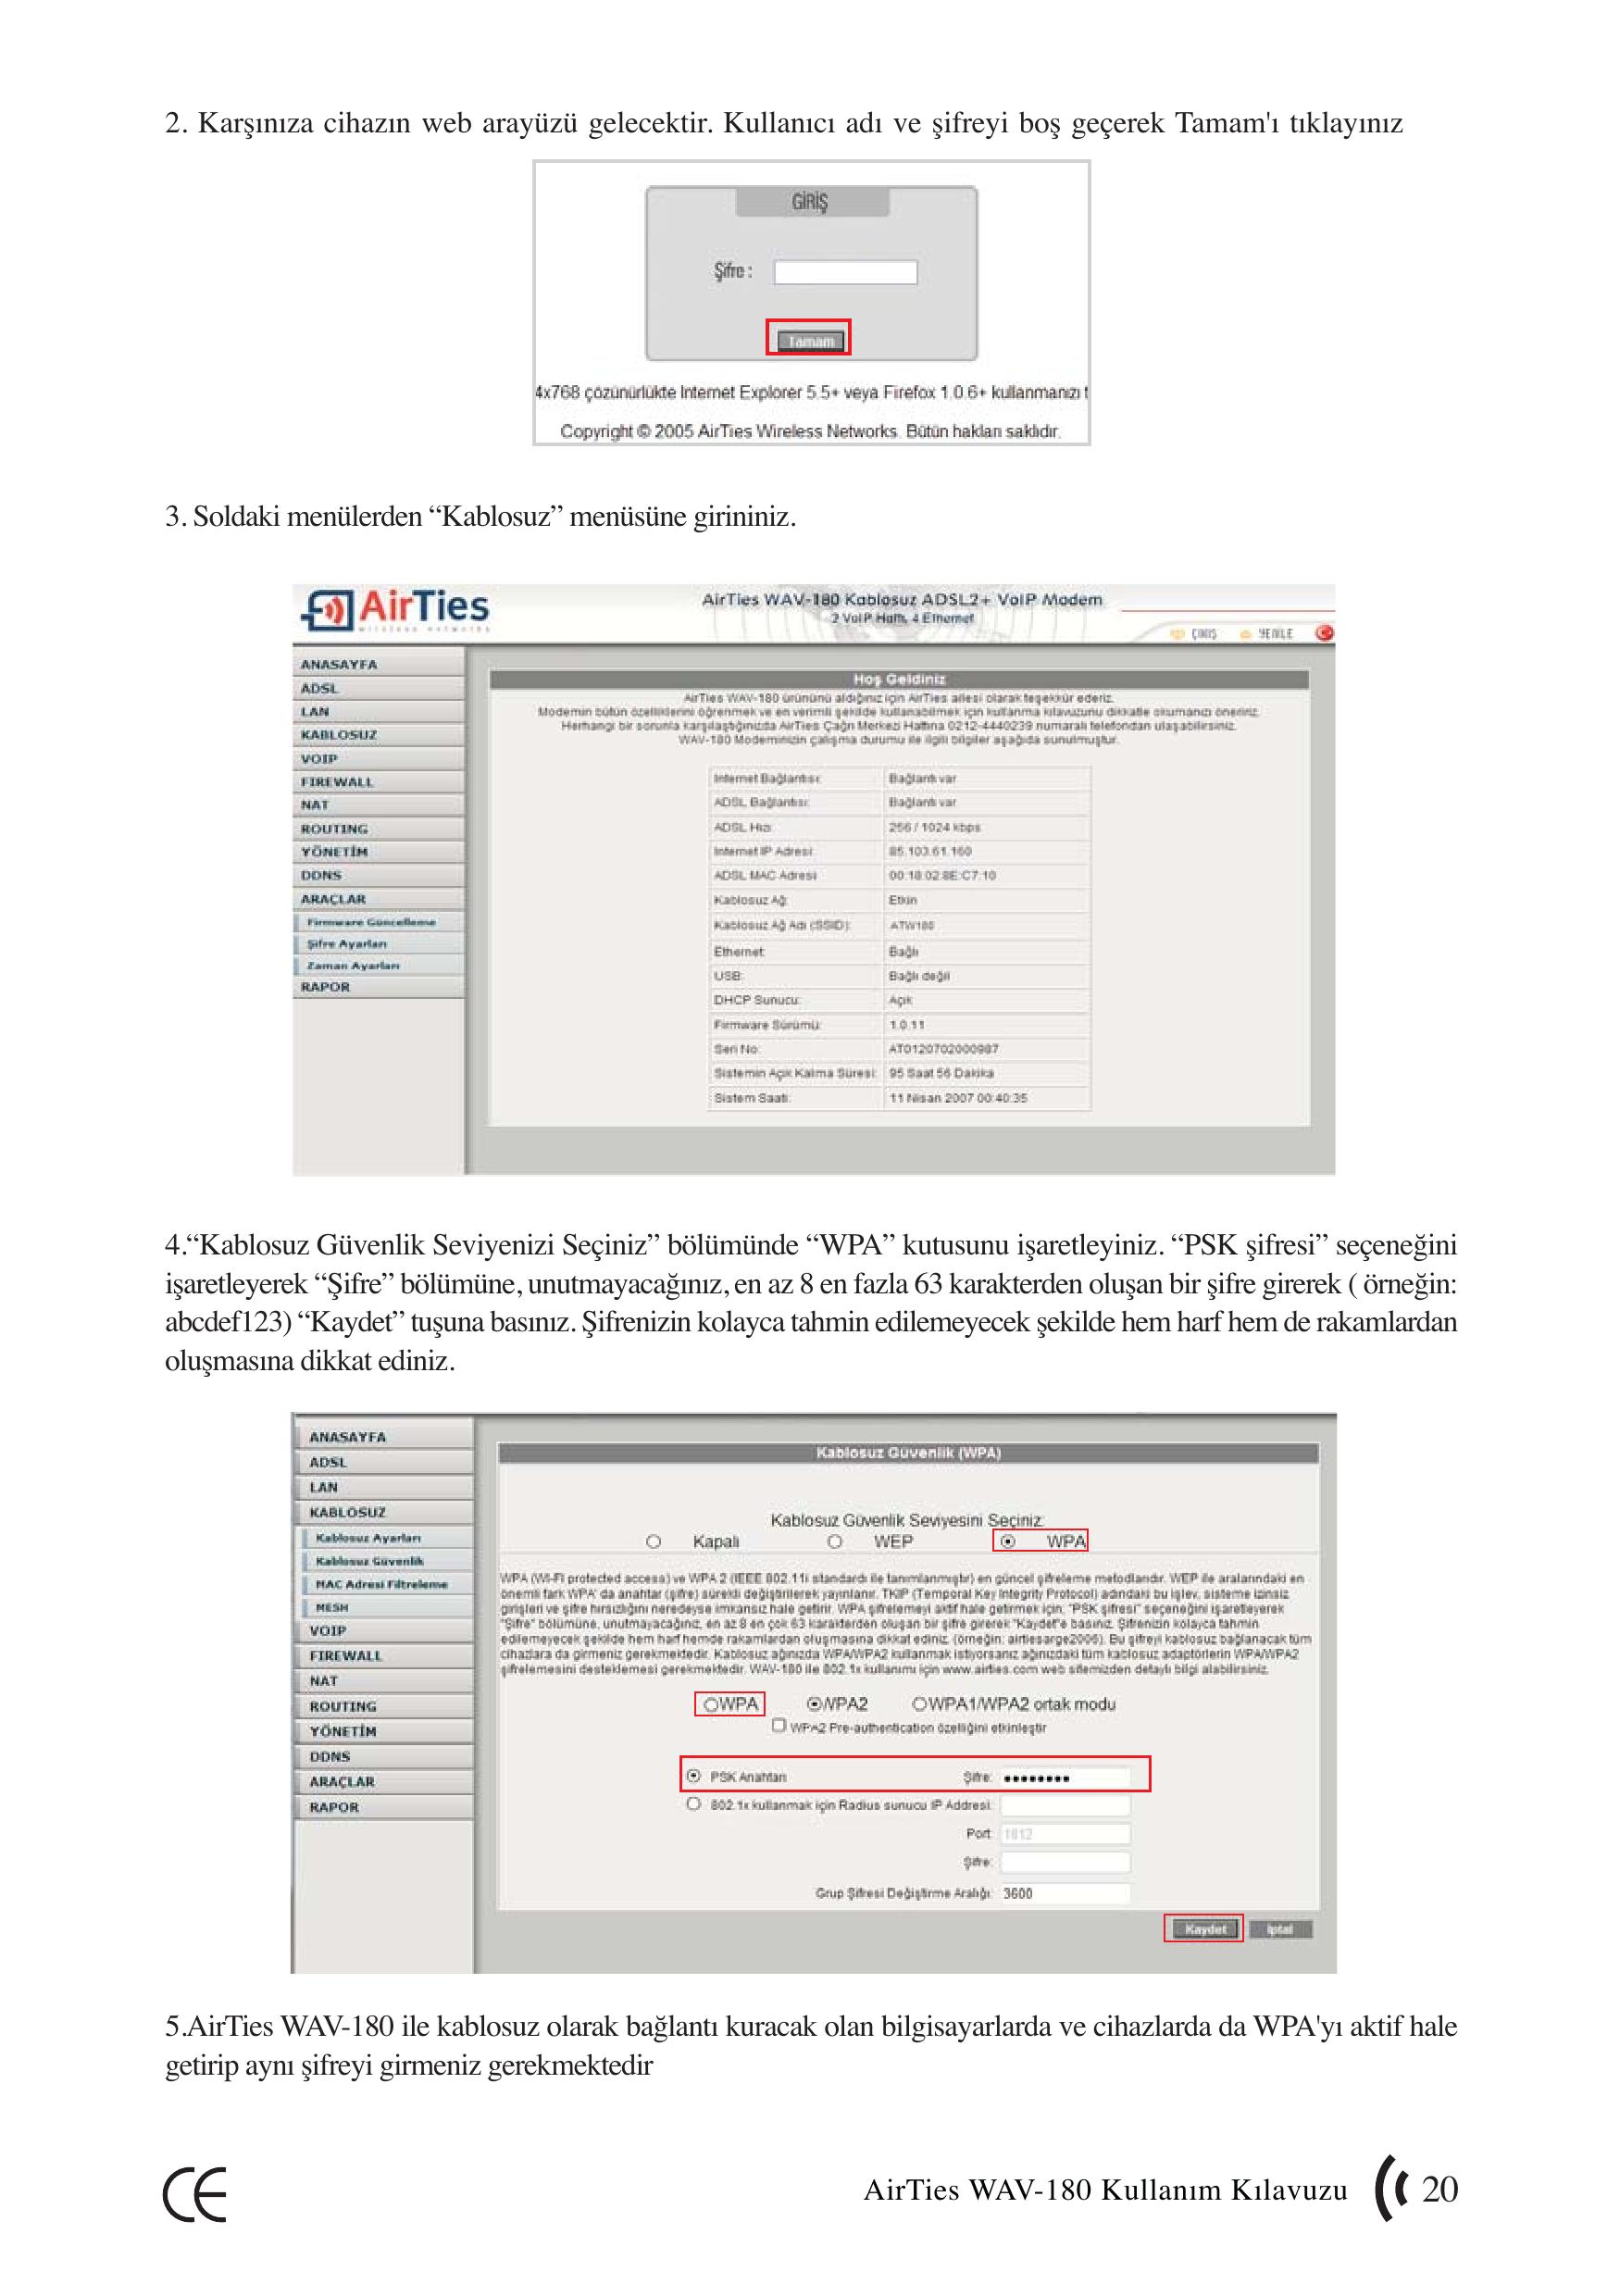 2. Karşınıza cihazın web arayüzü gelecektir. Kullanıcı adı ve şifreyi boş geçerek Tamam'ı tıklayınız
GİRİŞ
Şifre :
Tamam
4x768 çözünürlükte Internet Explorer 5.5+ veya Firefox 1.0.6+ kullanmanızı t
Copyright © 2005 AirTies Wireless Networks. Bütün hakları saklıdır.
3. Soldaki menülerden “Kablosuz” menüsüne girininiz.
AirTies
wireless networks
AirTies WAV-180 Kablosuz ADSL2+ VoIP Modem
2 VoIP Hattı, 4 Ethernet
ÇIKIŞ YENİLE
ANASAYFA
ADSL
LAN
KABLOSUZ
VOIP
FIREWALL
NAT
ROUTING
YÖNETİM
DDNS
ARAÇLAR
Firmware Güncelleme
Şifre Ayarları
Zaman Ayarları
RAPOR
Hoş Geldiniz
AirTies WAV-180 ürününü aldığınız için AirTies ailesi olarak teşekkür ederiz.
Modemin bütün özelliklerini öğrenmek ve en verimli şekilde kullanabilmek için kullanma kılavuzunu dikkatle okumanızı öneririz.
Herhangi bir sorunla karşılaştığınızda AirTies Çağrı Merkezi Hattına 0212-4440239 numaralı telefondan ulaşabilirsiniz.
WAV-180 Modeminizin çalışma durumu ile ilgili bilgiler aşağıda sunulmuştur.
Internet Bağlantısı: Bağlantı var
ADSL Bağlantısı: Bağlantı var
ADSL Hızı: 256 / 1024 kbps
Internet IP Adresi: 85.103.61.160
ADSL MAC Adresi 00:18:02:8E:C7:10
Kablosuz Ağ: Etkin
Kablosuz Ağ Adı (SSID): ATW180
Ethernet: Bağlı
USB: Bağlı değil
DHCP Sunucu: Açık
Firmware Sürümü: 1.0.11
Seri No: AT0120702000987
Sistemin Açık Kalma Süresi: 95 Saat 56 Dakika
Sistem Saati: 11 Nisan 2007 00:40:35
4.“Kablosuz Güvenlik Seviyenizi Seçiniz” bölümünde “WPA” kutusunu işaretleyiniz. “PSK şifresi” seçeneğini
işaretleyerek “Şifre” bölümüne, unutmayacağınız, en az 8 en fazla 63 karakterden oluşan bir şifre girerek ( örneğin:
abcdef123) “Kaydet” tuşuna basınız. Şifrenizin kolayca tahmin edilemeyecek şekilde hem harf hem de rakamlardan
oluşmasına dikkat ediniz.
ANASAYFA
ADSL
LAN
KABLOSUZ
Kablosuz Ayarları
Kablosuz Güvenlik
MAC Adresi Filtreleme
MESH
VOIP
FIREWALL
NAT
ROUTING
YÖNETİM
DDNS
ARAÇLAR
RAPOR
Kablosuz Güvenlik (WPA)
Kablosuz Güvenlik Seviyesini Seçiniz:
Kapalı WEP WPA
WPA (Wi-Fi protected access) ve WPA 2 (IEEE 802.11i standardı ile tanımlanmıştır) en güncel şifreleme metodlarıdır. WEP ile aralarındaki en
önemli fark WPA' da anahtar (şifre) sürekli değiştirilerek yayınlanır. TKIP (Temporal Key Integrity Protocol) adındaki bu işlev, sisteme izinsiz
girişleri ve şifre hırsızlığını neredeyse imkansız hale getirir. WPA şifrelemeyi aktif hale getirmek için; "PSK şifresi" seçeneğini işaretleyerek
"Şifre" bölümüne, unutmayacağınız, en az 8 en çok 63 karakterden oluşan bir şifre girerek "Kaydet"e basınız. Şifrenizin kolayca tahmin
edilemeyecek şekilde hem harf hemde rakamlardan oluşmasına dikkat ediniz. (örneğin: airtiesarge2006). Bu şifreyi kablosuz bağlanacak tüm
cihazlara da girmeniz gerekmektedir. Kablosuz ağınızda WPA/WPA2 kullanmak istiyorsanız ağınızdaki tüm kablosuz adaptörlerin WPA/WPA2
şifrelemesini desteklemesi gerekmektedir. WAV-180 ile 802.1x kullanımı için www.airties.com web sitemizden detaylı bilgi alabilirsiniz.
WPA WPA2 WPA1/WPA2 ortak modu
WPA2 Pre-authentication özelliğini etkinleştir
PSK Anahtarı Şifre: ••••••••
802.1x kullanmak için Radius sunucu IP Addresi:
Port: 1812
Şifre:
Grup Şifresi Değiştirme Aralığı: 3600
Kaydet İptal
5.AirTies WAV-180 ile kablosuz olarak bağlantı kuracak olan bilgisayarlarda ve cihazlarda da WPA'yı aktif hale
getirip aynı şifreyi girmeniz gerekmektedir
CE
AirTies WAV-180 Kullanım Kılavuzu 20